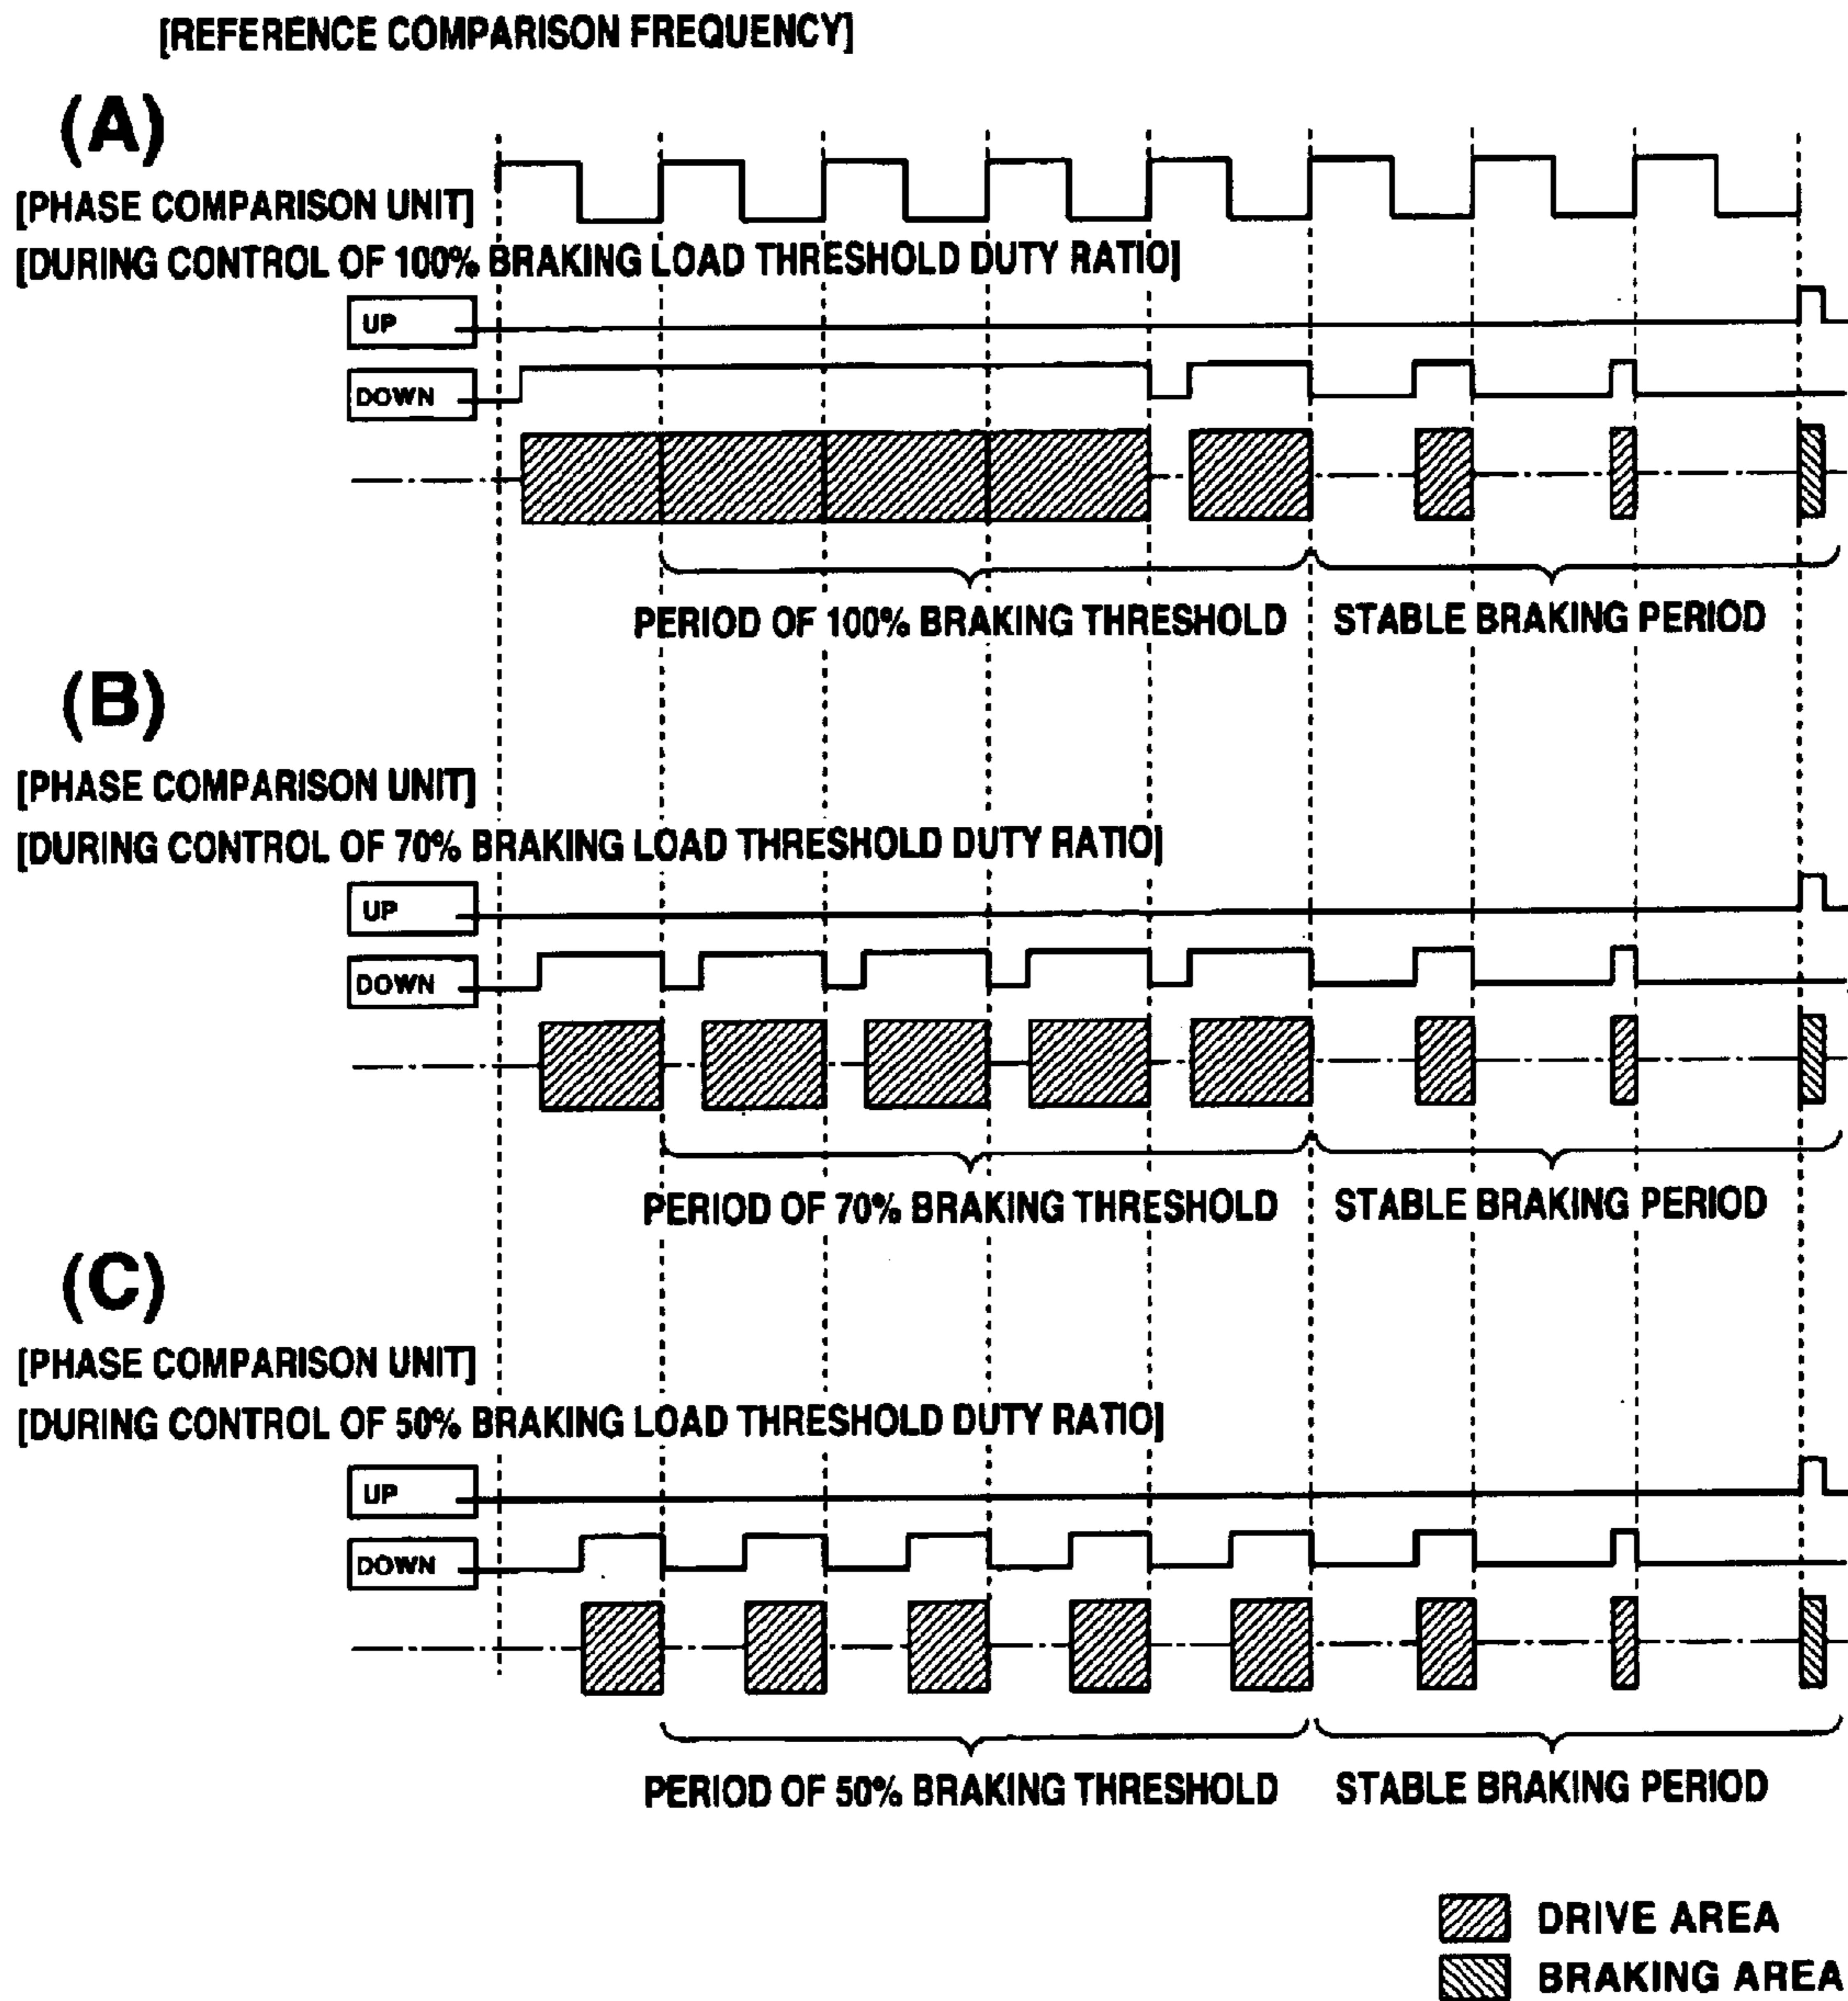 [REFERENCE COMPARISON FREQUENCY]
(A)
[PHASE COMPARISON UNIT]
[DURING CONTROL OF 100% BRAKING LOAD THRESHOLD DUTY RATIO]
UP
DOWN
PERIOD OF 100% BRAKING THRESHOLD STABLE BRAKING PERIOD
(B)
[PHASE COMPARISON UNIT]
[DURING CONTROL OF 70% BRAKING LOAD THRESHOLD DUTY RATIO]
UP
DOWN
PERIOD OF 70% BRAKING THRESHOLD STABLE BRAKING PERIOD
(C)
[PHASE COMPARISON UNIT]
[DURING CONTROL OF 50% BRAKING LOAD THRESHOLD DUTY RATIO]
UP
DOWN
PERIOD OF 50% BRAKING THRESHOLD STABLE BRAKING PERIOD
DRIVE AREA
BRAKING AREA